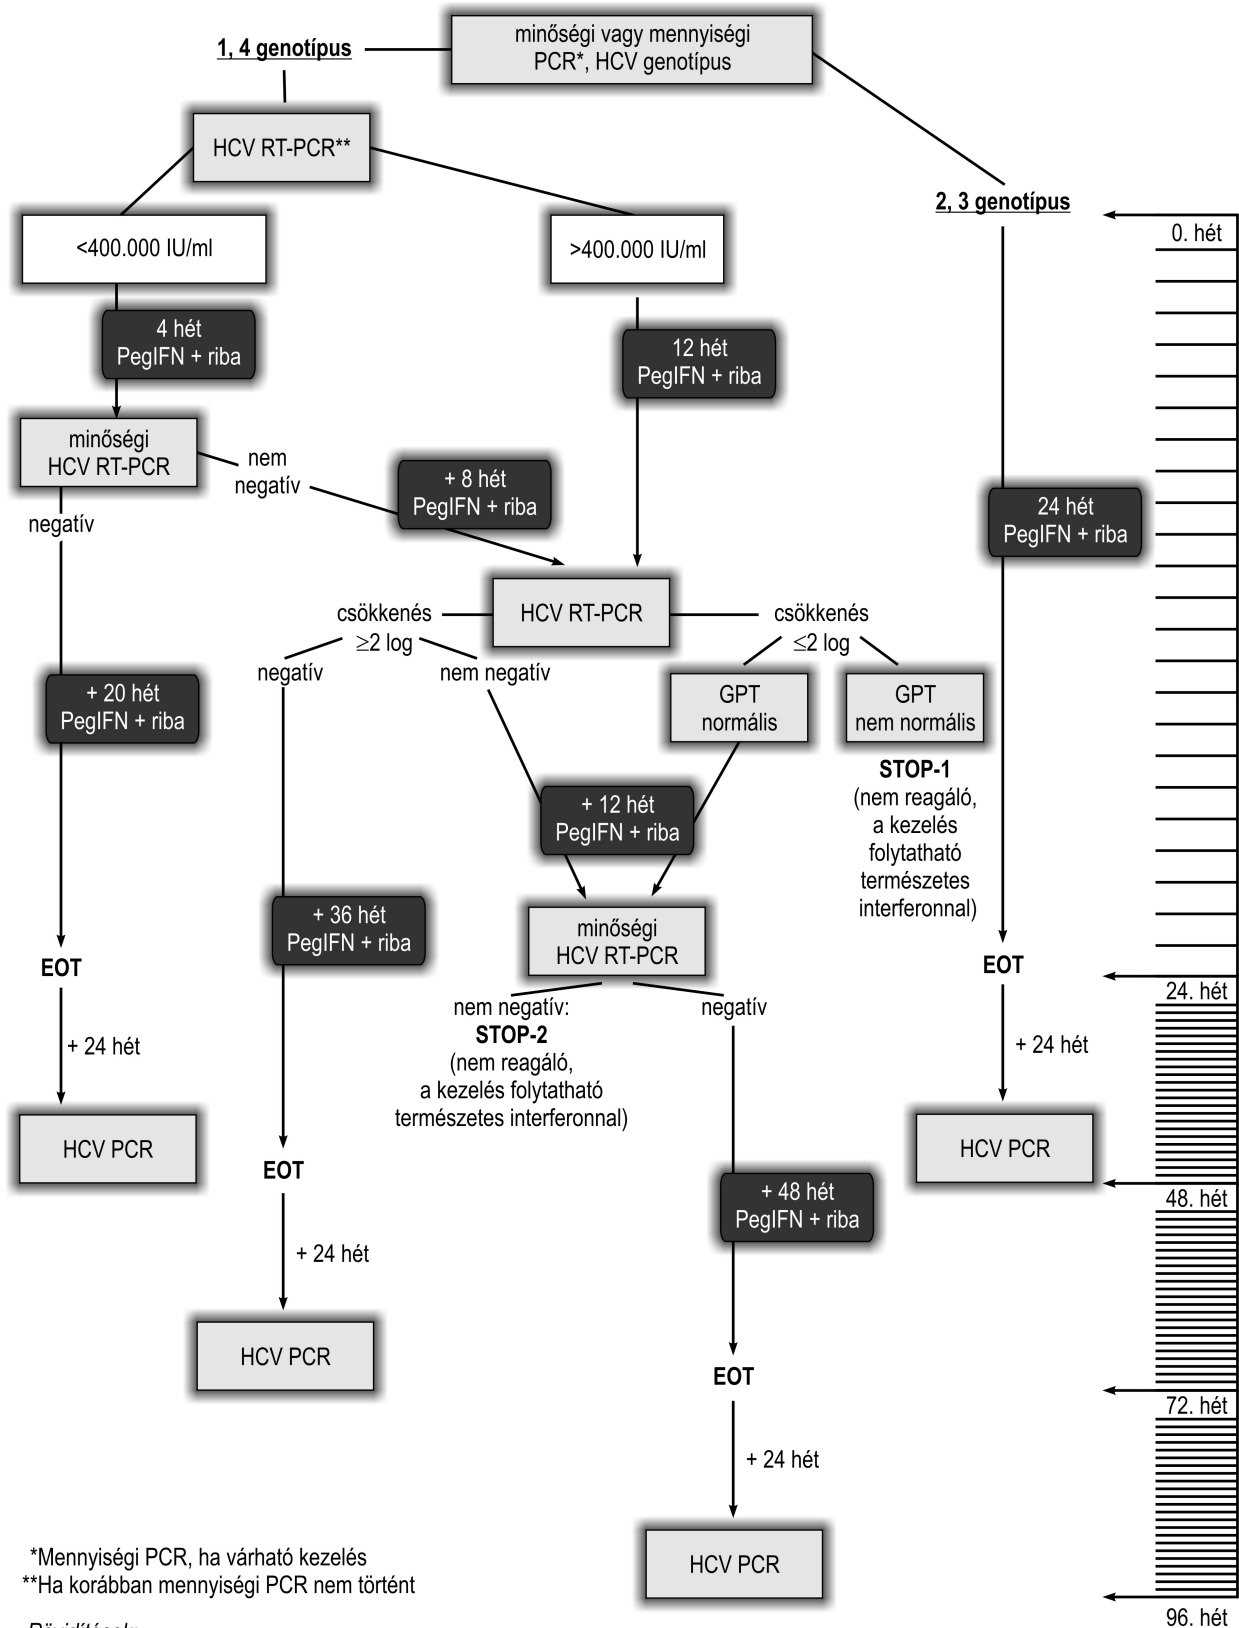 minőségi vagy mennyiségi
PCR*, HCV genotípus
1, 4 genotípus
HCV RT-PCR**
2, 3 genotípus
0. hét
<400.000 IU/ml
>400.000 IU/ml
4 hét
PegIFN + riba
12 hét
PegIFN + riba
minőségi
HCV RT-PCR
nem
negatív
+ 8 hét
PegIFN + riba
24 hét
PegIFN + riba
negatív
HCV RT-PCR
csökkenés
≥2 log
csökkenés
≤2 log
negatív
nem negatív
GPT
normális
GPT
nem normális
+ 20 hét
PegIFN + riba
STOP-1
(nem reagáló,
a kezelés
folytatható
természetes
interferonnal)
+ 12 hét
PegIFN + riba
+ 36 hét
PegIFN + riba
minőségi
HCV RT-PCR
EOT
EOT
24. hét
nem negatív:
STOP-2
(nem reagáló,
a kezelés folytatható
természetes interferonnal)
negatív
+ 24 hét
+ 24 hét
HCV PCR
HCV PCR
EOT
+ 48 hét
PegIFN + riba
48. hét
+ 24 hét
HCV PCR
EOT
72. hét
+ 24 hét
HCV PCR
*Mennyiségi PCR, ha várható kezelés
**Ha korábban mennyiségi PCR nem történt
96. hét